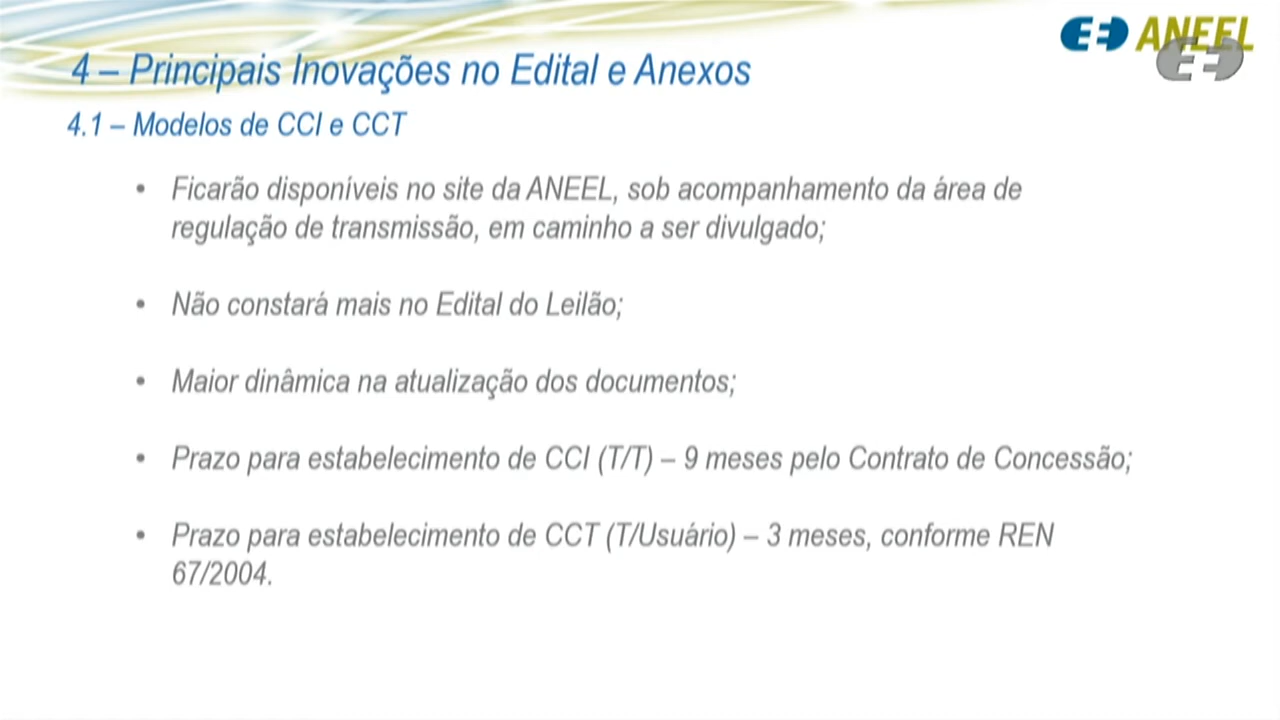 ANEEL
4 – Principais Inovações no Edital e Anexos
4.1 – Modelos de CCI e CCT
• Ficarão disponíveis no site da ANEEL, sob acompanhamento da área de
regulação de transmissão, em caminho a ser divulgado;
• Não constará mais no Edital do Leilão;
• Maior dinâmica na atualização dos documentos;
• Prazo para estabelecimento de CCI (T/T) – 9 meses pelo Contrato de Concessão;
• Prazo para estabelecimento de CCT (T/Usuário) – 3 meses, conforme REN
67/2004.